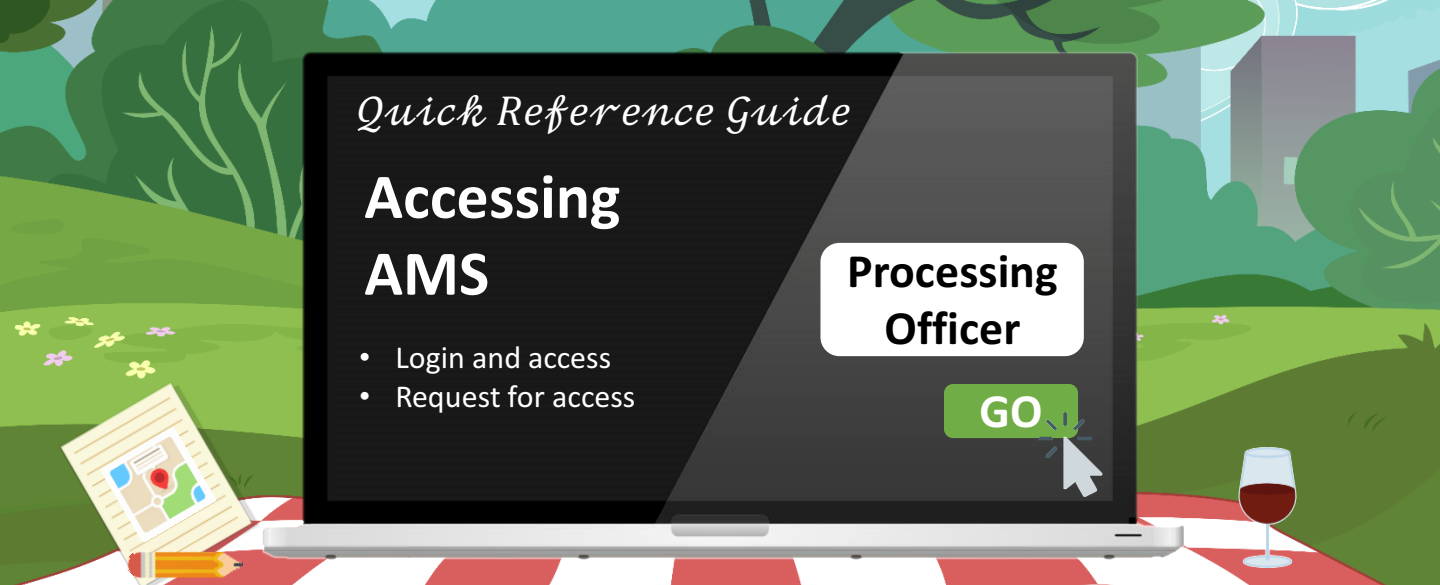 Quick Reference Guide
Accessing
AMS
• Login and access
• Request for access
Processing
Officer
GO